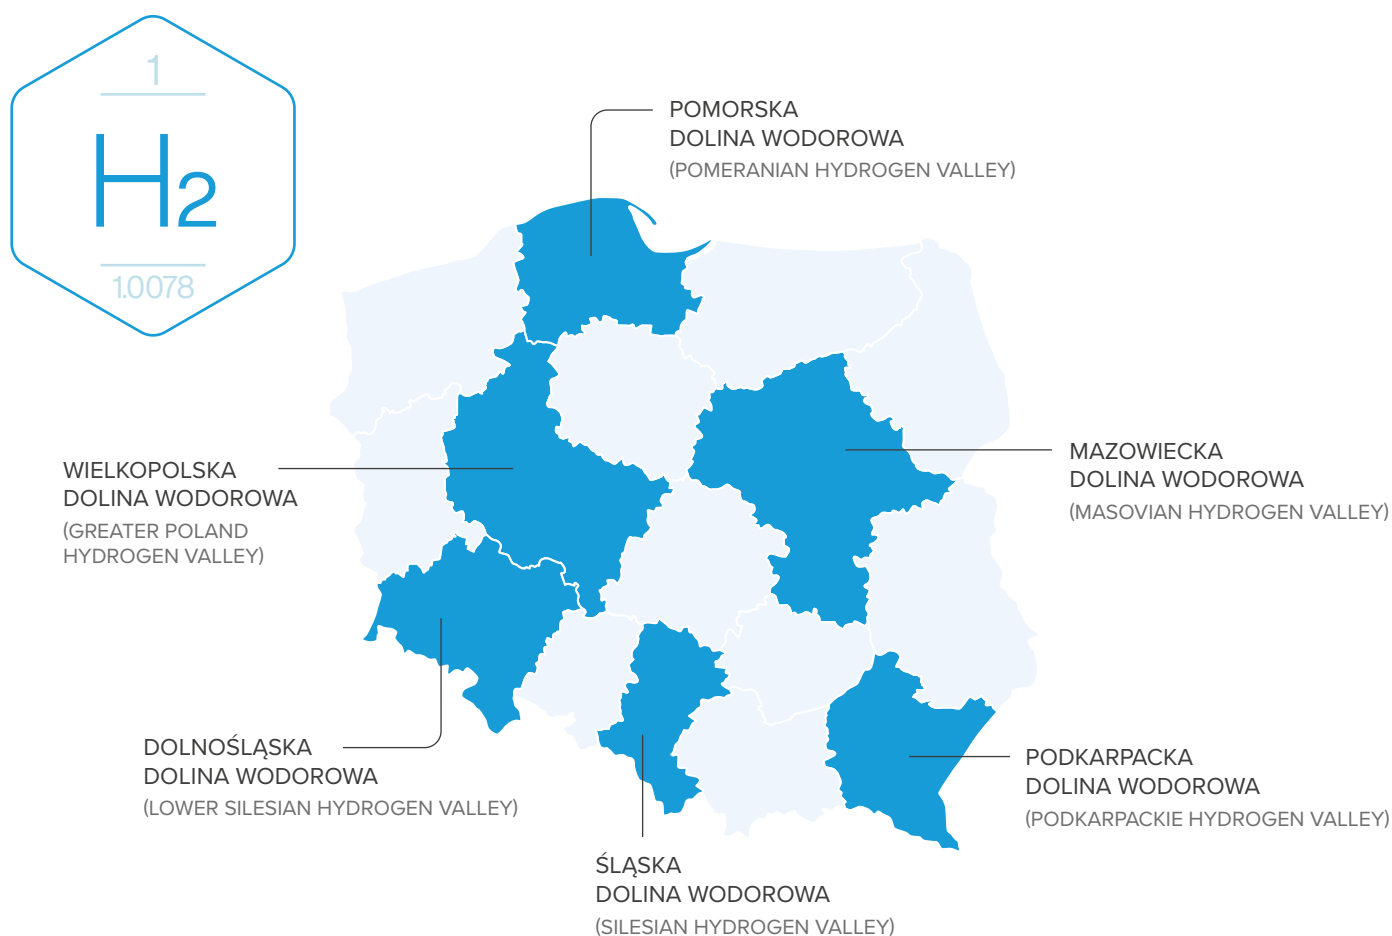 1
H2
1.0078
POMORSKA
DOLINA WODOROWA
(POMERANIAN HYDROGEN VALLEY)
WIELKOPOLSKA
DOLINA WODOROWA
(GREATER POLAND
HYDROGEN VALLEY)
MAZOWIECKA
DOLINA WODOROWA
(MASOVIAN HYDROGEN VALLEY)
DOLNOŚLĄSKA
DOLINA WODOROWA
(LOWER SILESIAN HYDROGEN VALLEY)
PODKARPACKA
DOLINA WODOROWA
(PODKARPACKIE HYDROGEN VALLEY)
ŚLĄSKA
DOLINA WODOROWA
(SILESIAN HYDROGEN VALLEY)